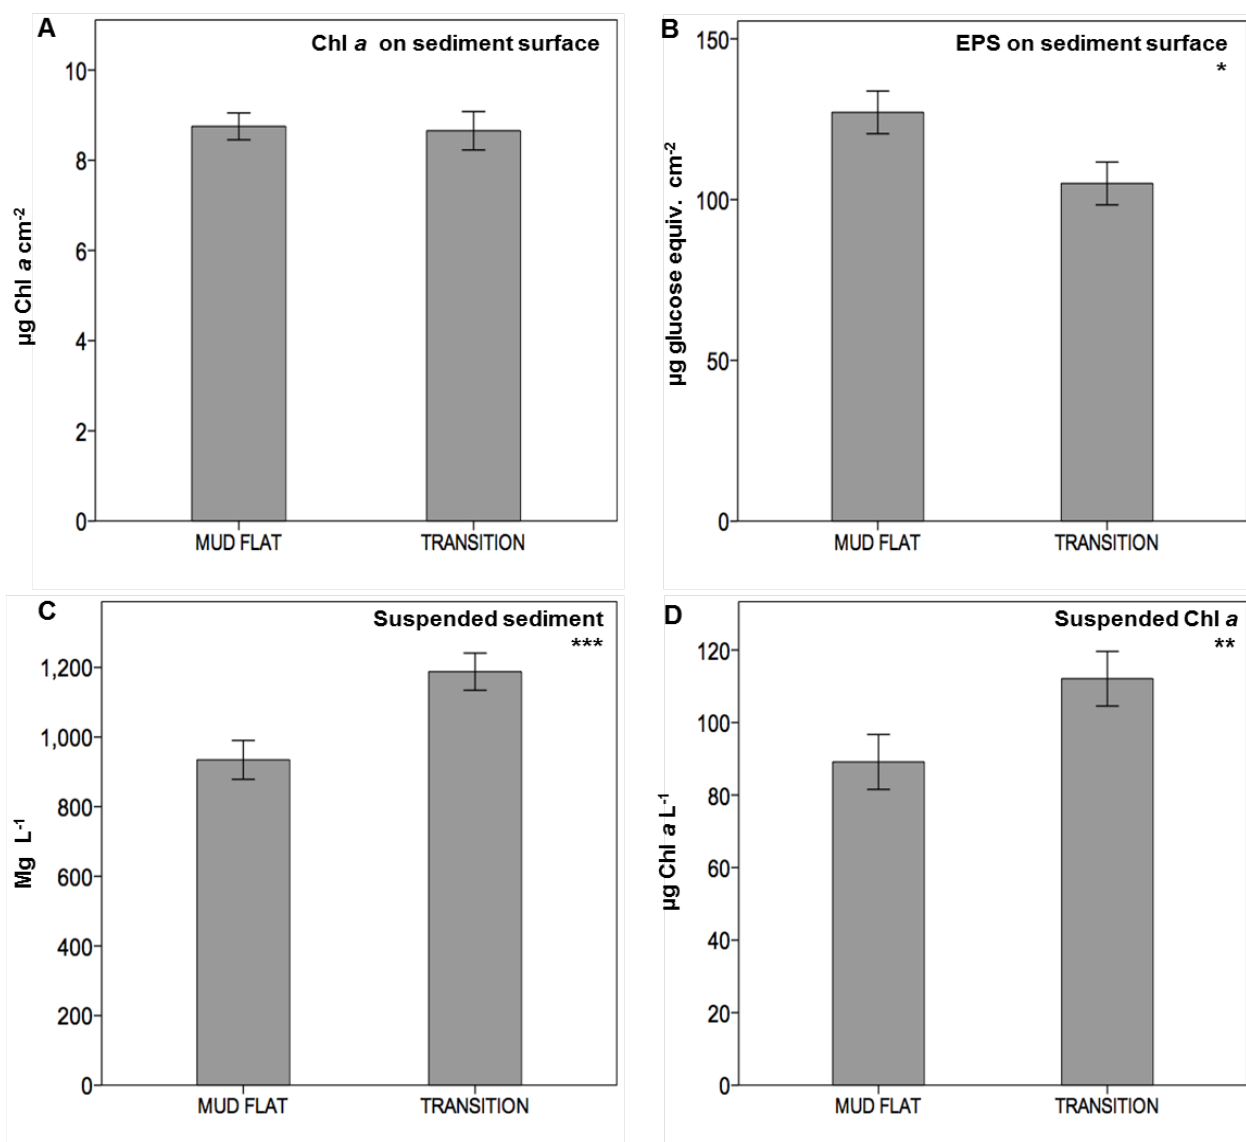 A
Chl a on sediment surface
10
8
6
4
2
0
µg Chl a cm-2
MUD FLAT
TRANSITION
B
EPS on sediment surface
*
150
100
50
0
µg glucose equiv. cm-2
MUD FLAT
TRANSITION
C
Suspended sediment
***
1,200
1,000
800
600
400
200
0
Mg L-1
MUD FLAT
TRANSITION
D
Suspended Chl a
**
120
100
80
60
40
20
0
µg Chl a L-1
MUD FLAT
TRANSITION